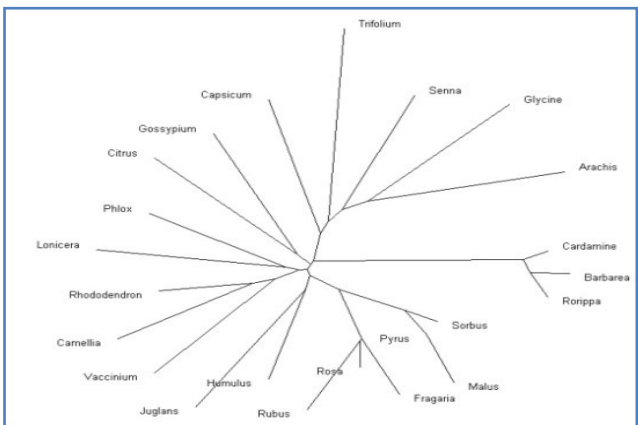 Trifolium
Senna
Capsicum
Glycine
Gossypium
Citrus
Arachis
Phlox
Lonicera
Cardamine
Barbarea
Rhododendron
Rorippa
Sorbus
Camellia
Pyrus
Rosa
Vaccinium
Humulus
Malus
Fragaria
Juglans
Rubus